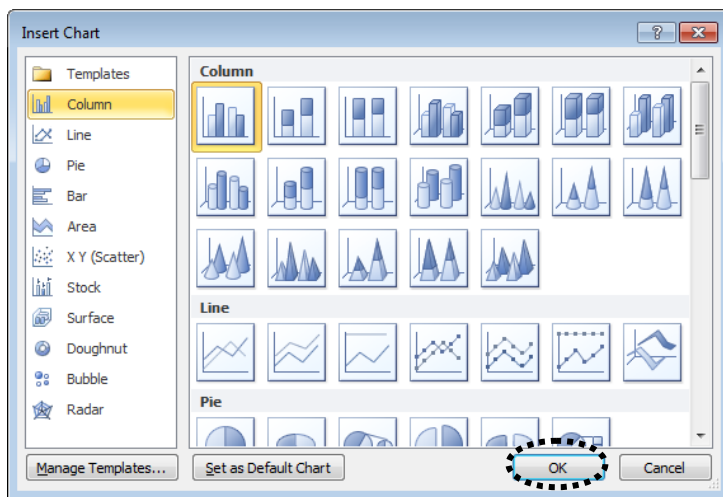 Insert Chart
Templates
Column
Line
Pie
Bar
Area
X Y (Scatter)
Stock
Surface
Doughnut
Bubble
Radar
Column
Line
Pie
Manage Templates...
Set as Default Chart
OK
Cancel